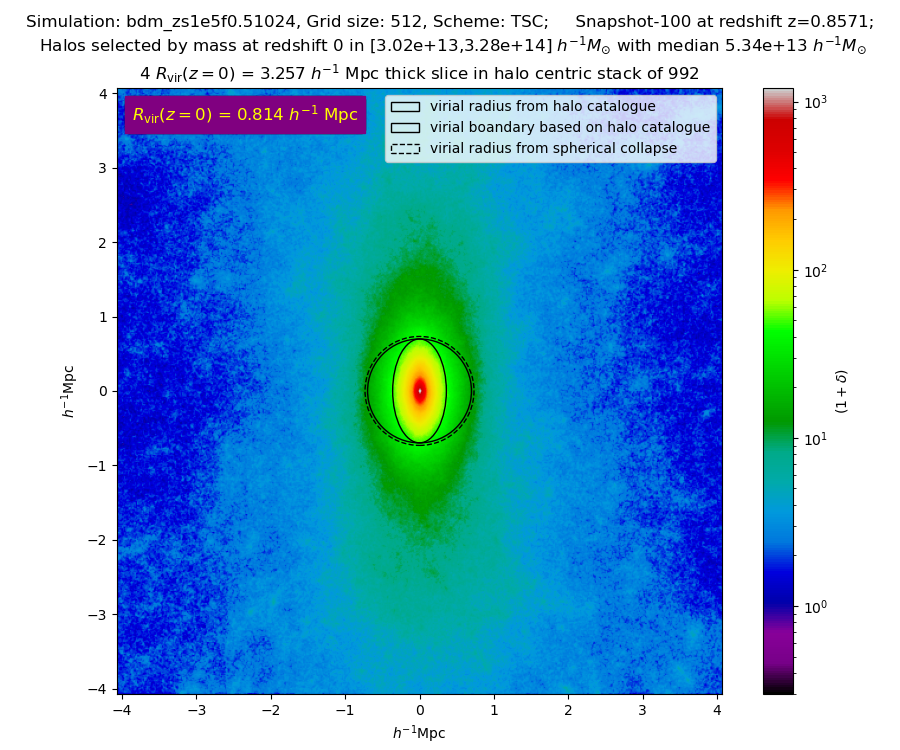 Simulation: bdm_zs1e5f0.51024, Grid size: 512, Scheme: TSC;     Snapshot-100 at redshift z=0.8571;
Halos selected by mass at redshift 0 in [3.02e+13,3.28e+14] h⁻¹M⊙ with median 5.34e+13 h⁻¹M⊙
4 Rvir(z = 0) = 3.257 h⁻¹ Mpc thick slice in halo centric stack of 992
Rvir(z = 0) = 0.814 h⁻¹ Mpc
virial radius from halo catalogue
virial boundary based on halo catalogue
virial radius from spherical collapse
4
3
2
1
0
−1
−2
−3
−4
h⁻¹Mpc
−4 −3 −2 −1 0 1 2 3 4
h⁻¹Mpc
10³
10²
10¹
10⁰
(1 + δ)